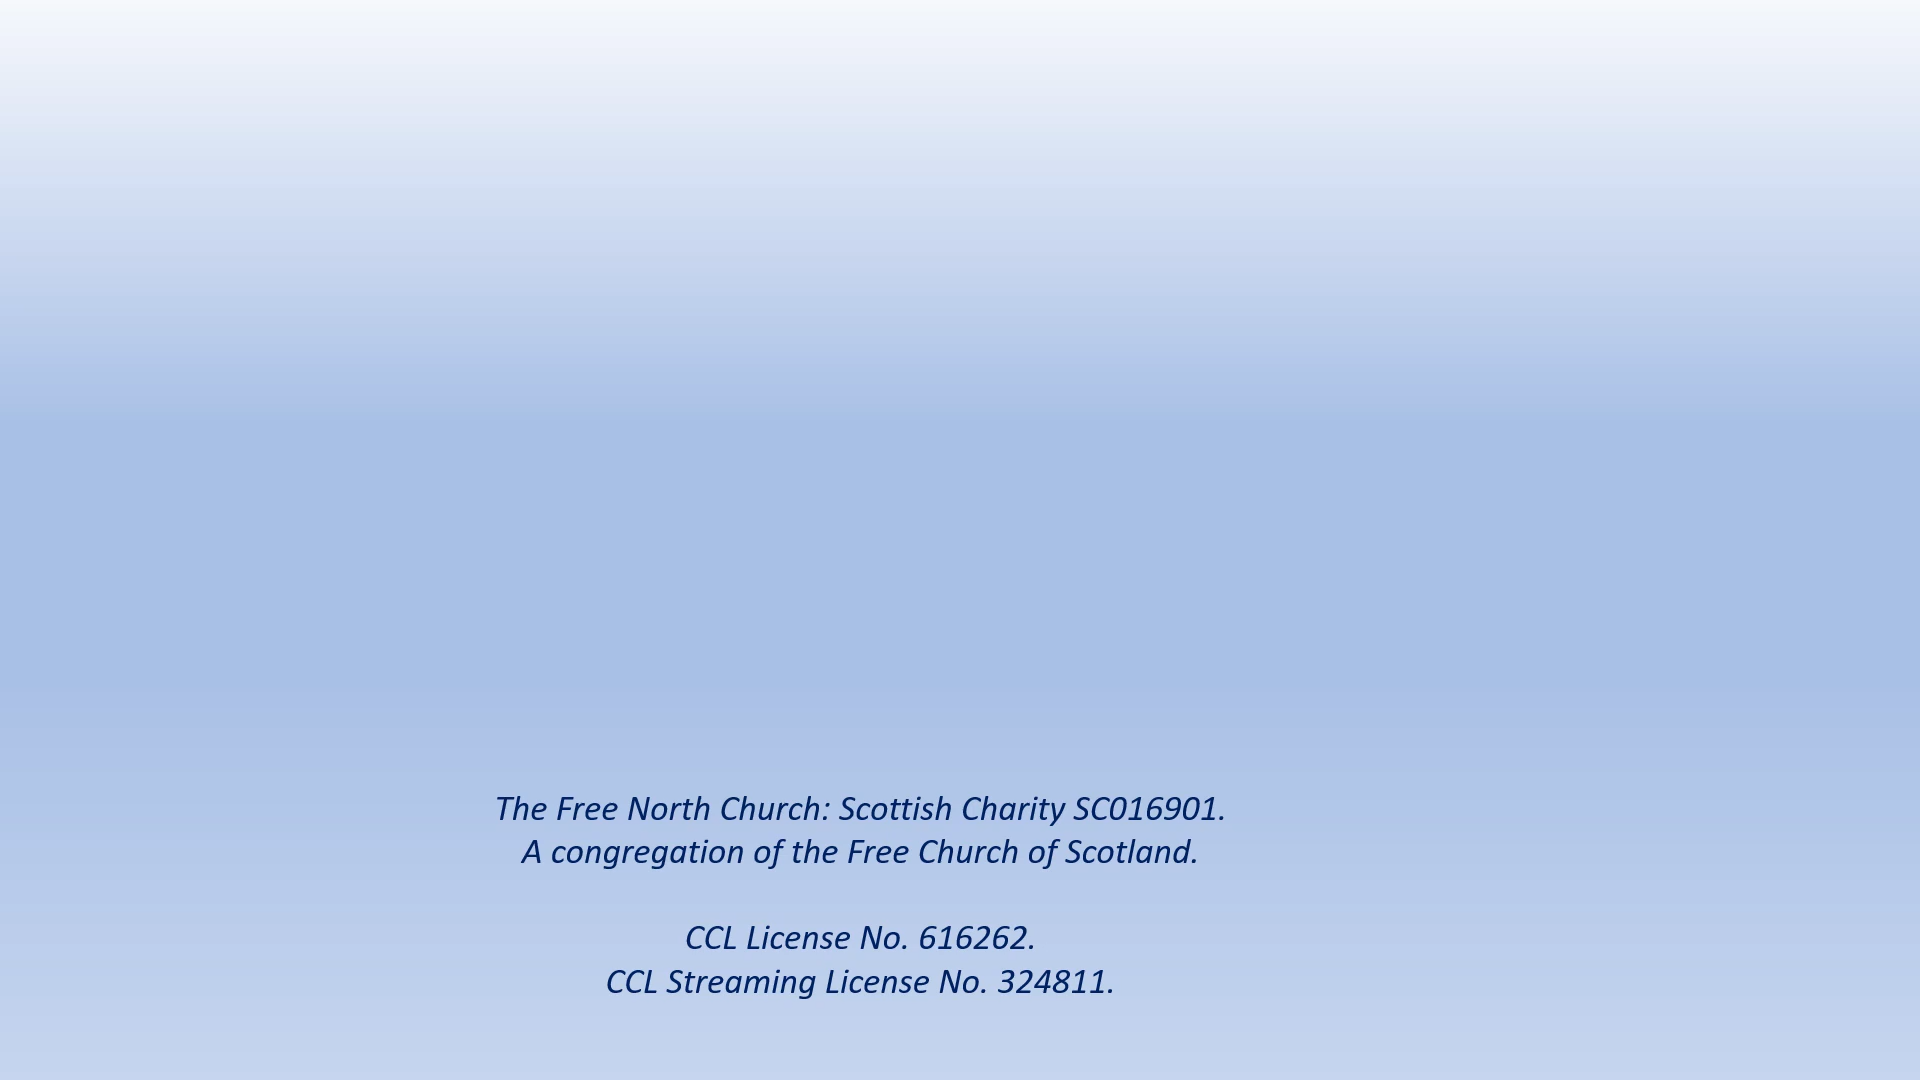 The Free North Church: Scottish Charity SC016901.
A congregation of the Free Church of Scotland.
CCL License No. 616262.
CCL Streaming License No. 324811.